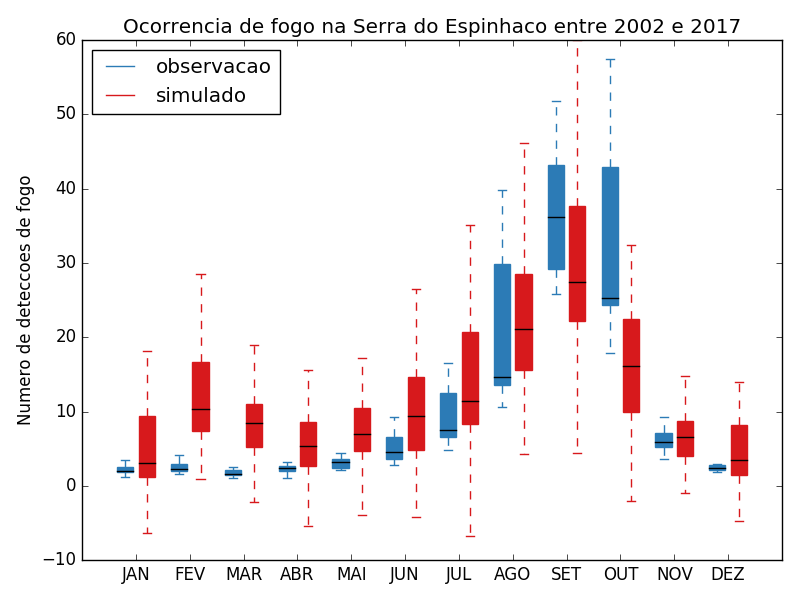 Ocorrencia de fogo na Serra do Espinhaco entre 2002 e 2017
observacao
simulado
Numero de deteccoes de fogo
60
50
40
30
20
10
0
−10
JAN FEV MAR ABR MAI JUN JUL AGO SET OUT NOV DEZ